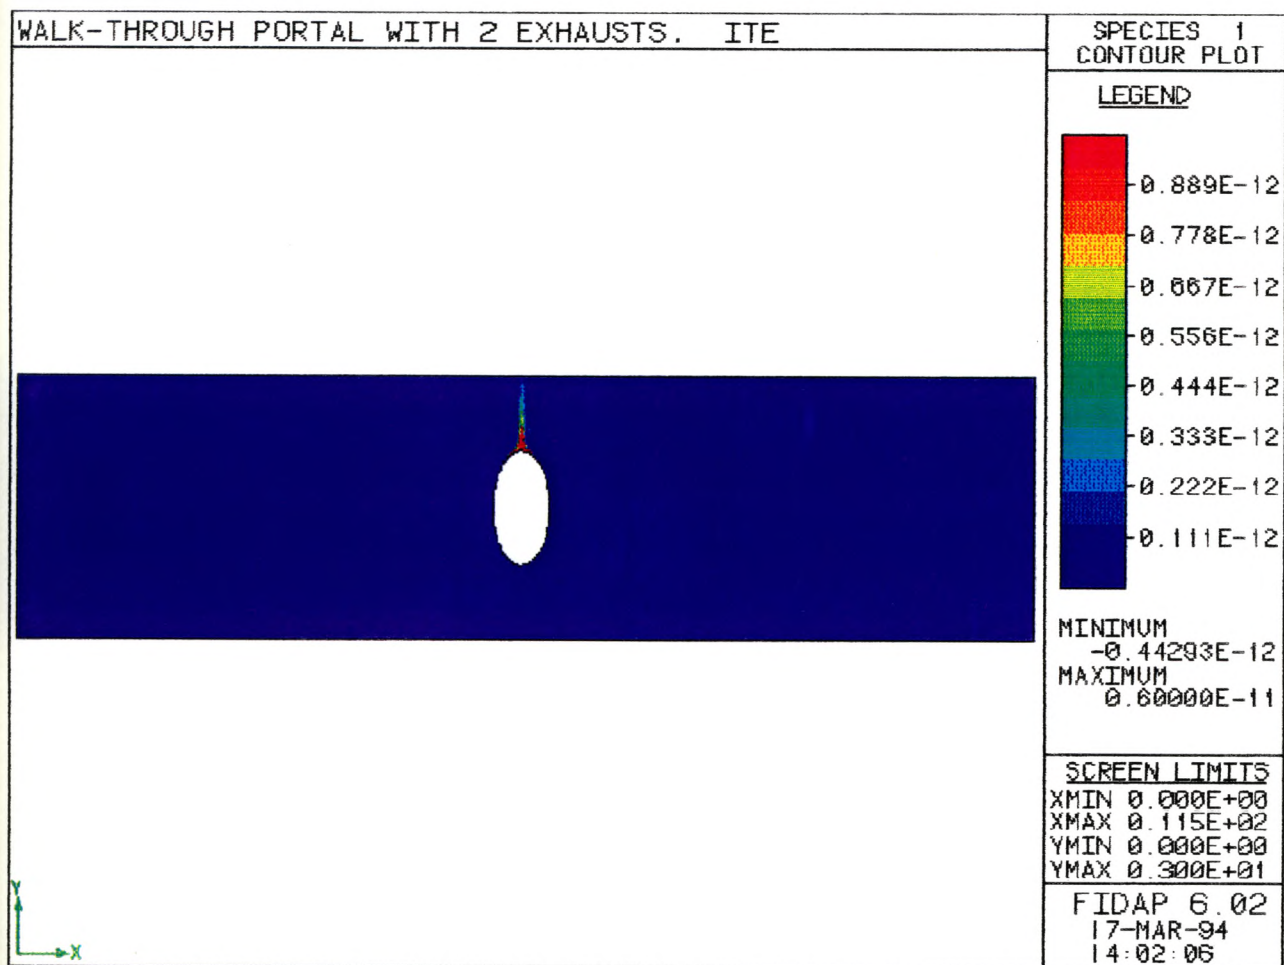 WALK-THROUGH PORTAL WITH 2 EXHAUSTS. ITE
SPECIES 1
CONTOUR PLOT
LEGEND
0.889E-12
0.778E-12
0.667E-12
0.556E-12
0.444E-12
0.333E-12
0.222E-12
0.111E-12
MINIMUM
-0.44293E-12
MAXIMUM
0.60000E-11
SCREEN LIMITS
XMIN 0.000E+00
XMAX 0.115E+02
YMIN 0.000E+00
YMAX 0.300E+01
FIDAP 6.02
17-MAR-94
14:02:06
Y
X